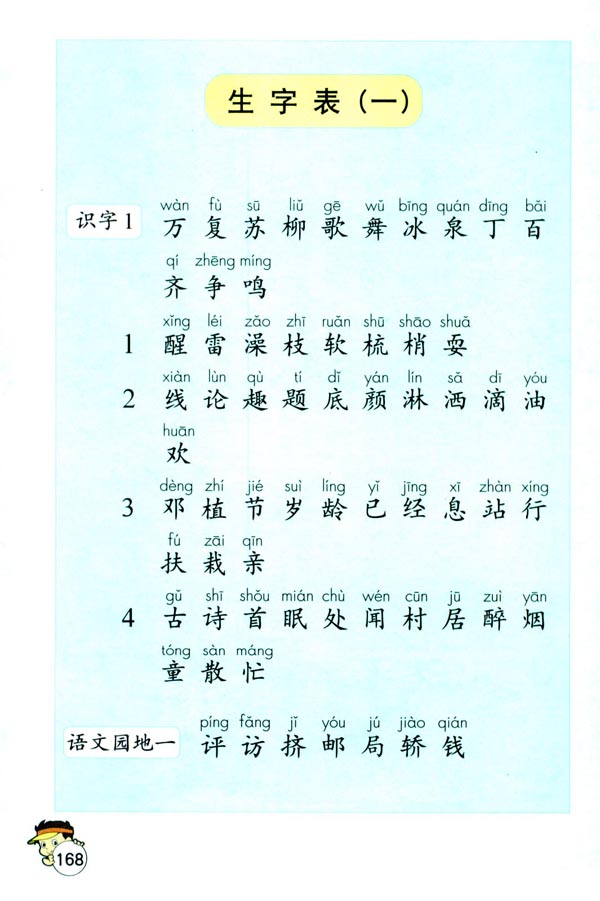 生字表（一）
wàn fù sū liǔ gē wǔ bīng quán dīng bǎi
识字1 万 复 苏 柳 歌 舞 冰 泉 丁 百
qí zhēng míng
齐 争 鸣
xǐng léi zǎo zhī ruǎn shū shāo shuǎ
1 醒 雷 澡 枝 软 梳 梢 耍
xiàn lùn qù tí dǐ yán lín sǎ dī yóu
2 线 论 趣 题 底 颜 淋 洒 滴 油
huān
欢
dèng zhí jié suì líng yǐ jīng xī zhàn xíng
3 邓 植 节 岁 龄 已 经 息 站 行
fú zāi qīn
扶 栽 亲
gǔ shī shǒu mián chù wén cūn jū zuì yān
4 古 诗 首 眠 处 闻 村 居 醉 烟
tóng sàn máng
童 散 忙
píng fǎng jǐ yóu jú jiào qián
语文园地一 评 访 挤 邮 局 轿 钱
168